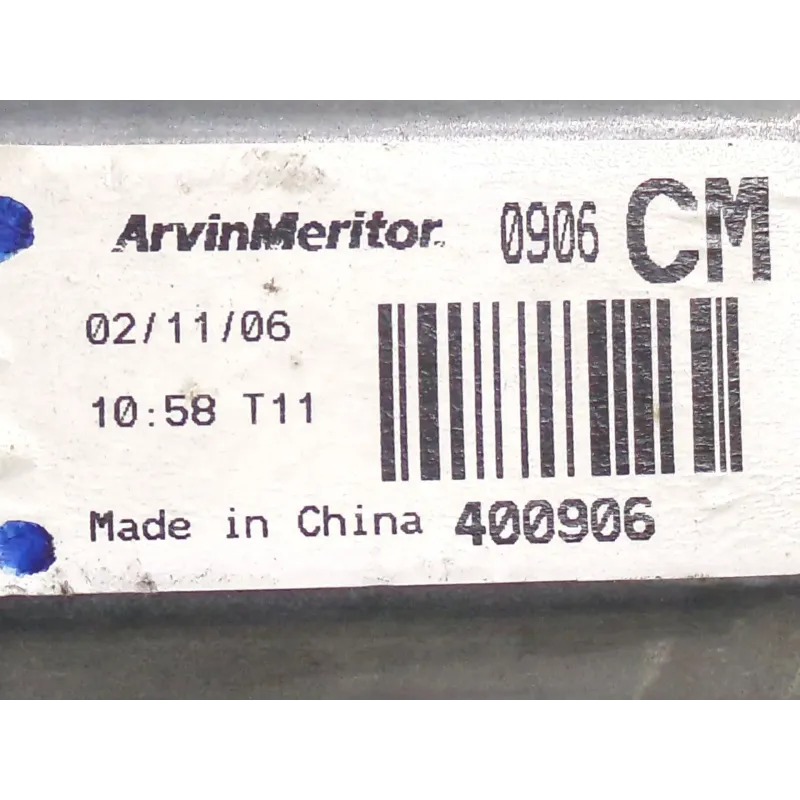 ArvinMeritor. 0906 CM
02/11/06
10:58 T11
Made in China 400906